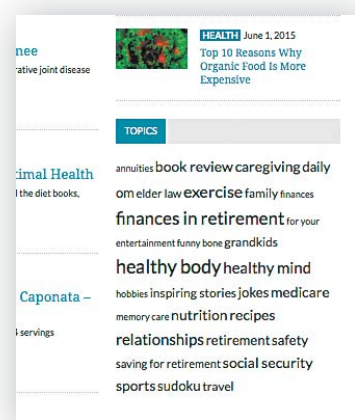 nee
rative joint disease
timal Health
l the diet books,
Caponata –
servings
HEALTH June 1, 2015
Top 10 Reasons Why
Organic Food Is More
Expensive
TOPICS
annuities book review caregiving daily
om elder law exercise family finances
finances in retirement for your
entertainment funny bone grandkids
healthy body healthy mind
hobbies inspiring stories jokes medicare
memory care nutrition recipes
relationships retirement safety
saving for retirement social security
sports sudoku travel